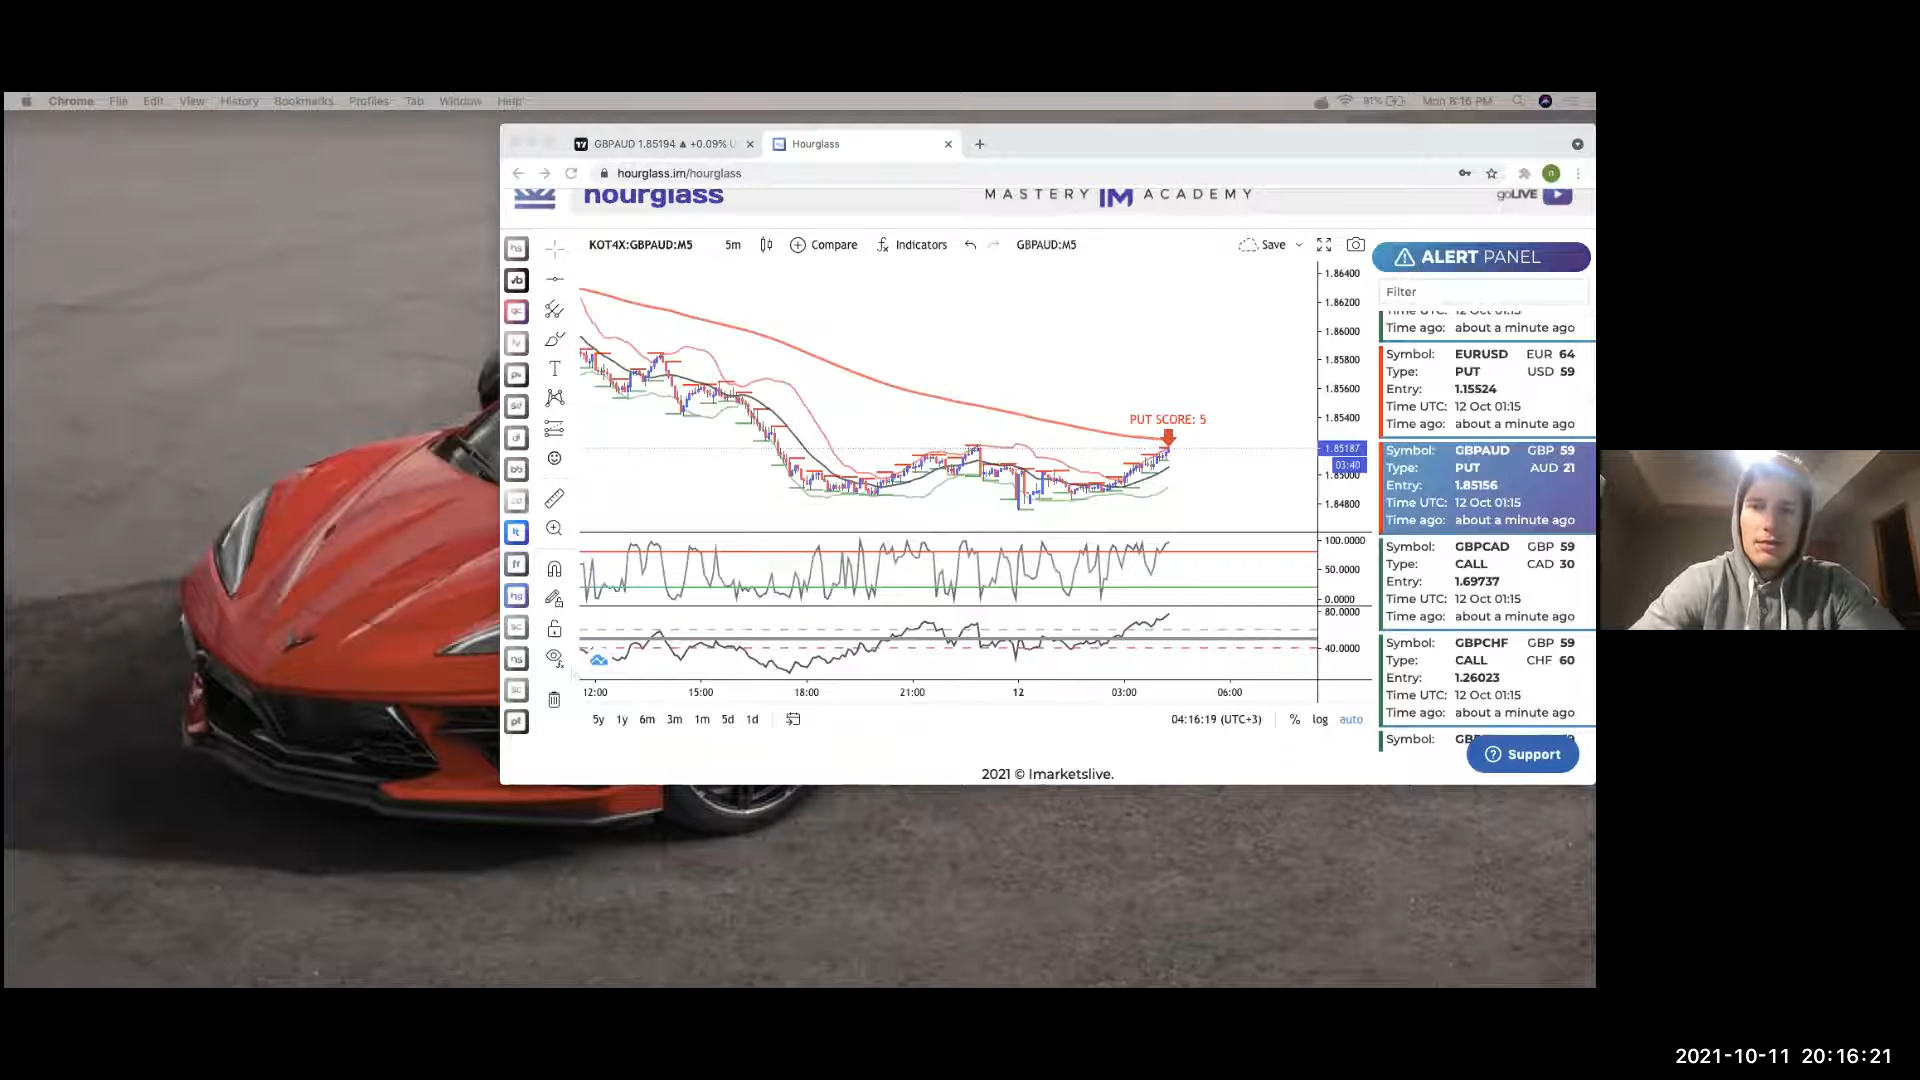 Chrome File Edit View History Bookmarks Profiles Tab Window Help
91% Mon 8:16 PM
GBPAUD 1.85194 ▲ +0.09% U
Hourglass
hourglass.im/hourglass
hourglass
MASTERY IM ACADEMY
goLIVE
KOT4X:GBPAUD:M5 5m Compare Indicators GBPAUD:M5 Save
ALERT PANEL
Filter
Time UTC: 12 Oct 01:15
Time ago: about a minute ago
Symbol: EURUSD EUR 64
Type: PUT USD 59
Entry: 1.15524
Time UTC: 12 Oct 01:15
Time ago: about a minute ago
Symbol: GBPAUD GBP 59
Type: PUT AUD 21
Entry: 1.85156
Time UTC: 12 Oct 01:15
Time ago: about a minute ago
Symbol: GBPCAD GBP 59
Type: CALL CAD 30
Entry: 1.69737
Time UTC: 12 Oct 01:15
Time ago: about a minute ago
Symbol: GBPCHF GBP 59
Type: CALL CHF 60
Entry: 1.26023
Time UTC: 12 Oct 01:15
Time ago: about a minute ago
Symbol:
Support
PUT SCORE: 5
1.86400
1.86200
1.86000
1.85800
1.85600
1.85400
1.85187
03:40
1.85000
1.84800
100.0000
50.0000
0.0000
80.0000
40.0000
12:00 15:00 18:00 21:00 12 03:00 06:00
5y 1y 6m 3m 1m 5d 1d
04:16:19 (UTC+3) % log auto
2021 © Imarketslive.
2021-10-11 20:16:21